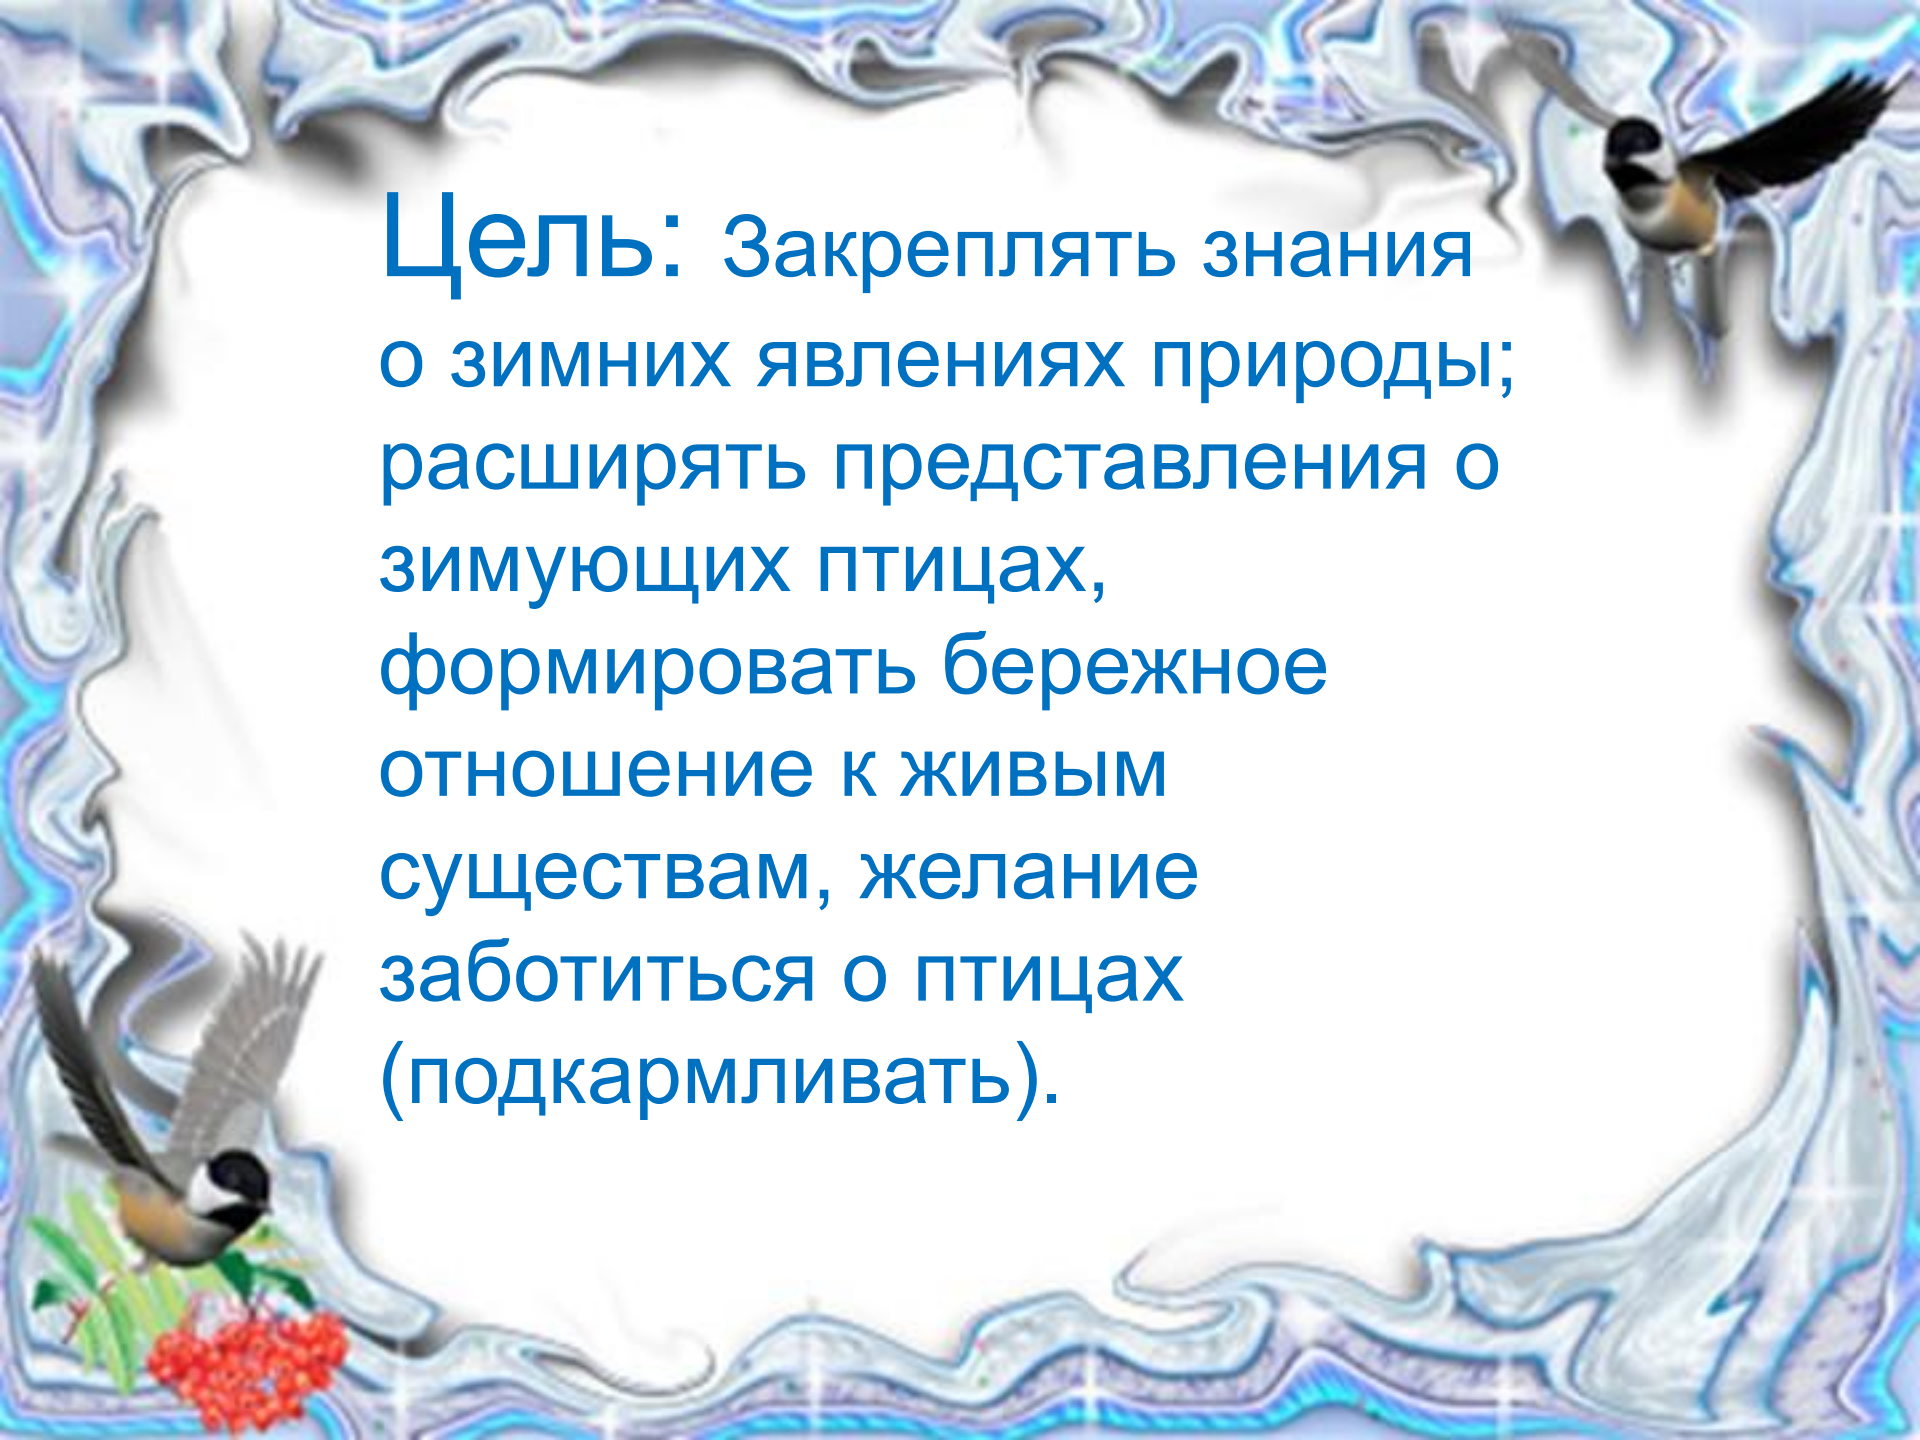 Цель: Закреплять знания
о зимних явлениях природы;
расширять представления о
зимующих птицах,
формировать бережное
отношение к живым
существам, желание
заботиться о птицах
(подкармливать).